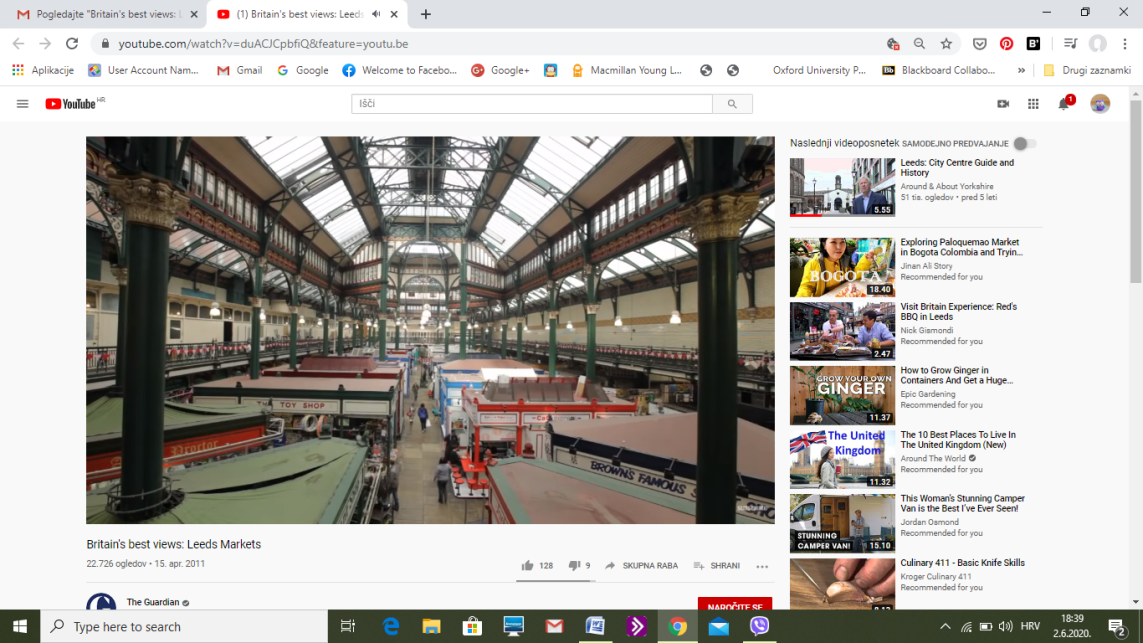 Pogledajte "Britain's best views: L
(1) Britain's best views: Leeds
youtube.com/watch?v=duACJCpbfiQ&feature=youtu.be
Aplikacije
User Account Nam...
Gmail
Google
Welcome to Facebo...
Google+
Macmillan Young L...
Oxford University P...
Bb
Blackboard Collabo...
»
Drugi zaznamki
YouTube HR
Išči
1
THE TOY SHOP
BROWNS FAMOUS
Britain's best views: Leeds Markets
22.726 ogledov • 15. apr. 2011
128
9
SKUPNA RABA
SHRANI
The Guardian
NAROČITE SE
Naslednji videoposnetek
SAMODEJNO PREDVAJANJE
5.55
Leeds: City Centre Guide and
History
Around & About Yorkshire
51 tis. ogledov • pred 5 leti
BOGOTA
18.40
Exploring Paloquemao Market
in Bogota Colombia and Tryin...
Jinan Ali Story
Recommended for you
2.47
Visit Britain Experience: Red's
BBQ in Leeds
Nick Giamondi
Recommended for you
GROW YOUR OWN
GINGER
11.37
How to Grow Ginger in
Containers And Get a Huge...
Epic Gardening
Recommended for you
The United
Kingdom
11.32
The 10 Best Places To Live In
The United Kingdom (New)
Around The World
Recommended for you
STUNNING
CAMPER VAN!
15.10
This Woman's Stunning Camper
Van is the Best I've Ever Seen!
Jordan Osmond
Recommended for you
Culinary 411 - Basic Knife Skills
Kroger Culinary 411
Recommended for you
Type here to search
HRV
18:39
2.6.2020.
2